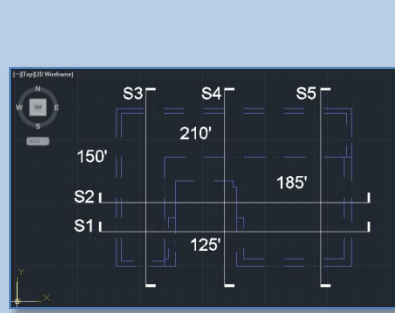 [-][Top][2D Wireframe]
N
W TOP E
S
WCS
S3 S4 S5
210'
150'
185'
S2
S1
125'
Y
X